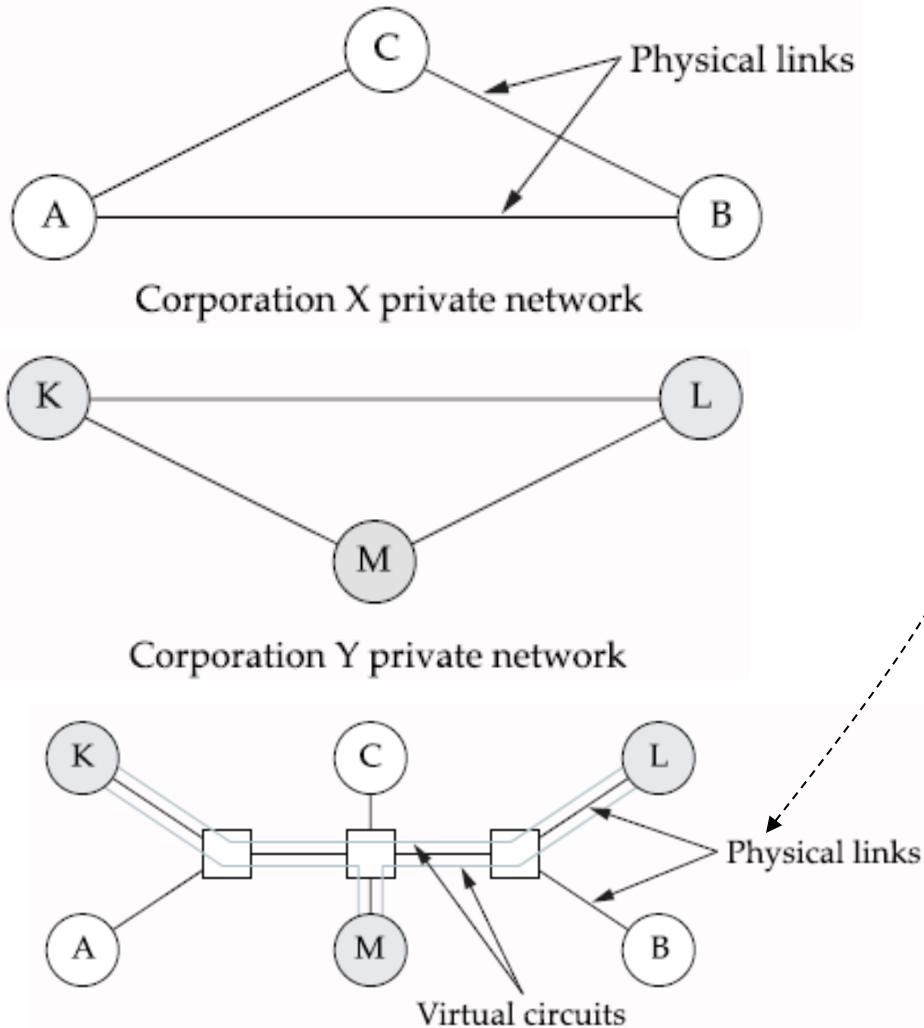 C
Physical links
A
B
Corporation X private network
K
L
M
Corporation Y private network
K
C
L
Physical links
A
M
B
Virtual circuits